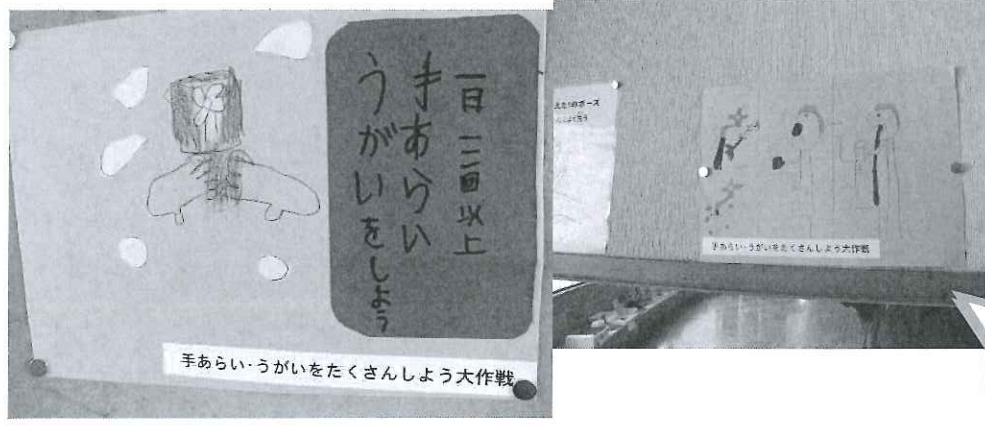 一日三回以上
手あらい
うがいをしよう
手あらい・うがいをたくさんしよう大作戦
手あらい・うがいをたくさんしよう大作戦